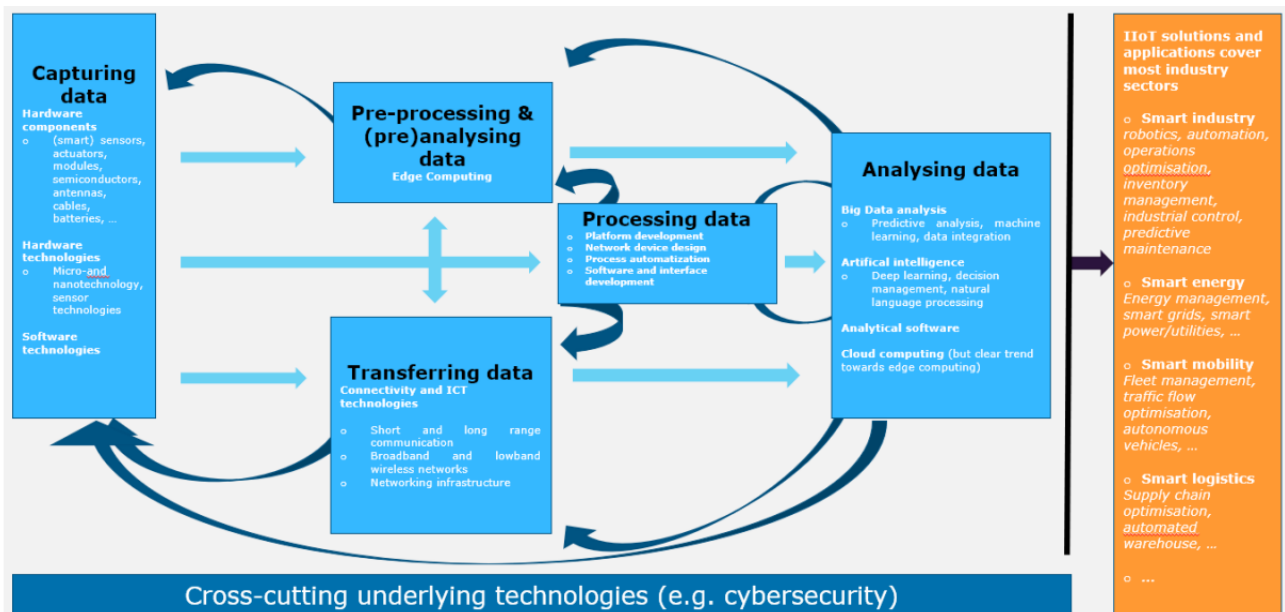 Capturing
data
Hardware
components
o (smart) sensors,
actuators,
modules,
semiconductors,
antennas,
cables,
batteries, ...
Hardware
technologies
o Micro-and
nanotechnology,
sensor
technologies
Software
technologies
Pre-processing &
(pre)analysing
data
Edge Computing
Processing data
o Platform development
o Network device design
o Process automatization
o Software and interface
development
Transferring data
Connectivity and ICT
technologies
o Short and long range
communication
o Broadband and lowband
wireless networks
o Networking infrastructure
Analysing data
Big Data analysis
o Predictive analysis, machine
learning, data integration
Artifical intelligence
o Deep learning, decision
management, natural
language processing
Analytical software
Cloud computing (but clear trend
towards edge computing)
IIoT solutions and
applications cover
most industry
sectors
o Smart industry
robotics, automation,
operations
optimisation,
inventory
management,
industrial control,
predictive
maintenance
o Smart energy
Energy management,
smart grids, smart
power/utilities, ...
o Smart mobility
Fleet management,
traffic flow
optimisation,
autonomous
vehicles, ...
o Smart logistics
Supply chain
optimisation,
automated
warehouse, ...
o ...
Cross-cutting underlying technologies (e.g. cybersecurity)